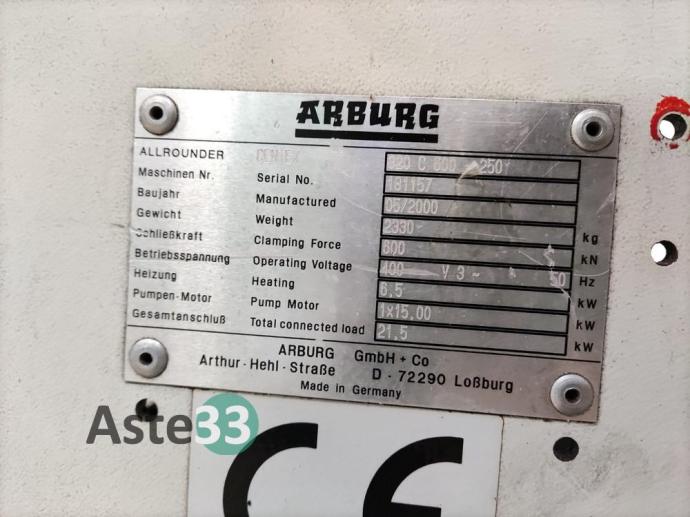 ARBURG
ALLROUNDER 320 C 600 - 250
Maschinen Nr. Serial No. 181157
Baujahr Manufactured 05/2000
Gewicht Weight 2330 kg
Schließkraft Clamping Force 600 kN
Betriebsspannung Operating Voltage 400 V 3 ~ 50 Hz
Heizung Heating 6,5 kW
Pumpen-Motor Pump Motor 1x15,00 kW
Gesamtanschluß Total connected load 21,5 kW
ARBURG GmbH + Co
Arthur - Hehl - Straße D - 72290 Loßburg
Made in Germany
Aste33
CE